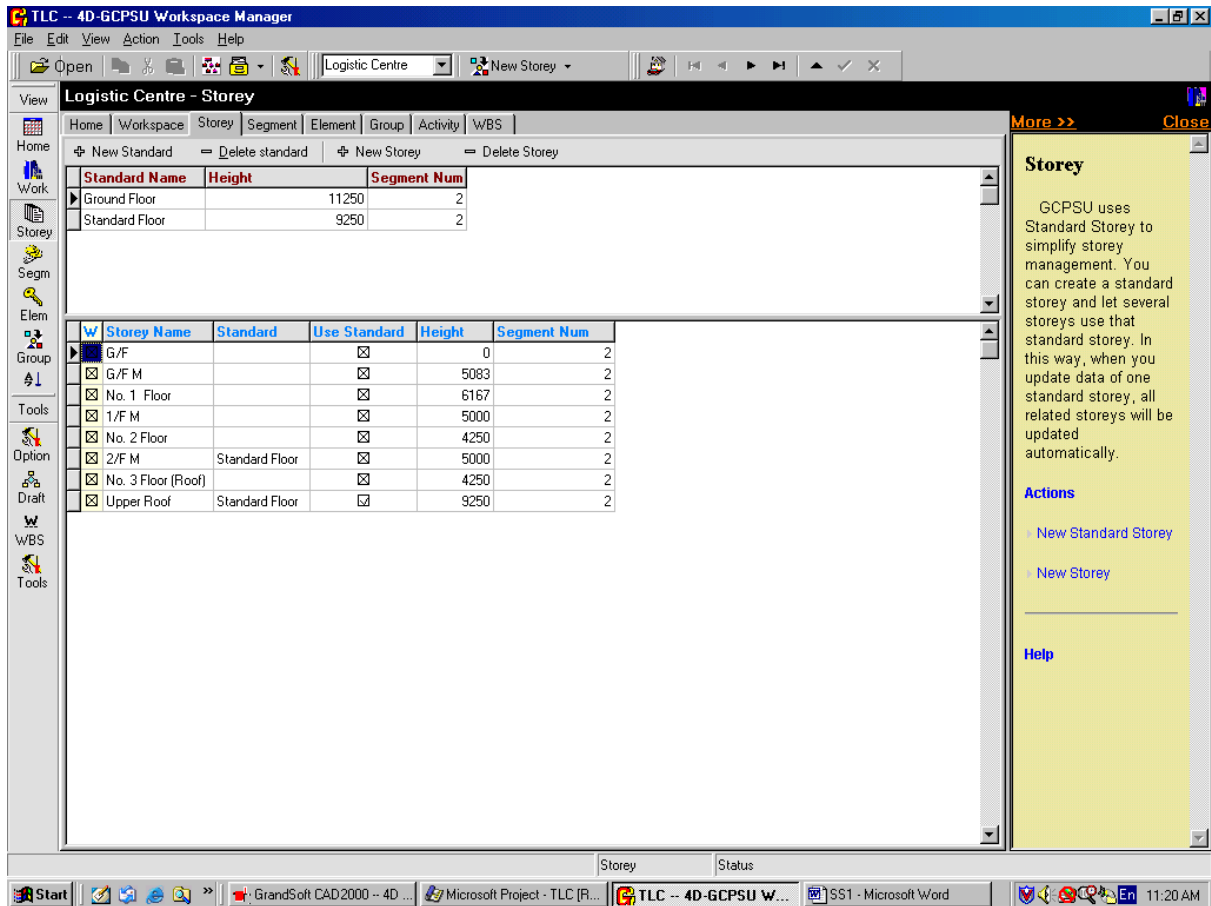 TLC -- 4D-GCPSU Workspace Manager
File Edit View Action Tools Help
Open Logistic Centre New Storey
View
Home
Work
Storey
Segm
Elem
Group
Tools
Option
Draft
WBS
Tools
Logistic Centre - Storey
Home Workspace Storey Segment Element Group Activity WBS
New Standard Delete standard New Storey Delete Storey
Standard Name Height Segment Num
Ground Floor 11250 2
Standard Floor 9250 2
W Storey Name Standard Use Standard Height Segment Num
G/F 0 2
G/F M 5083 2
No. 1 Floor 6167 2
1/F M 5000 2
No. 2 Floor 4250 2
2/F M Standard Floor 5000 2
No. 3 Floor (Roof) 4250 2
Upper Roof Standard Floor 9250 2
More >> Close
Storey
GCPSU uses
Standard Storey to
simplify storey
management. You
can create a standard
storey and let several
storeys use that
standard storey. In
this way, when you
update data of one
standard storey, all
related storeys will be
updated
automatically.
Actions
New Standard Storey
New Storey
Help
Storey Status
Start » GrandSoft CAD2000 -- 4D ... Microsoft Project - TLC [R... TLC -- 4D-GCPSU W... SS1 - Microsoft Word En 11:20 AM